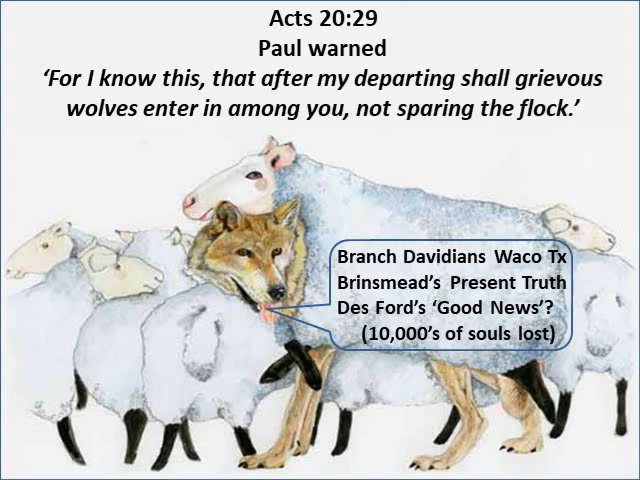 Acts 20:29
Paul warned
‘For I know this, that after my departing shall grievous
wolves enter in among you, not sparing the flock.’
Branch Davidians Waco Tx
Brinsmead’s Present Truth
Des Ford’s ‘Good News’?
(10,000’s of souls lost)